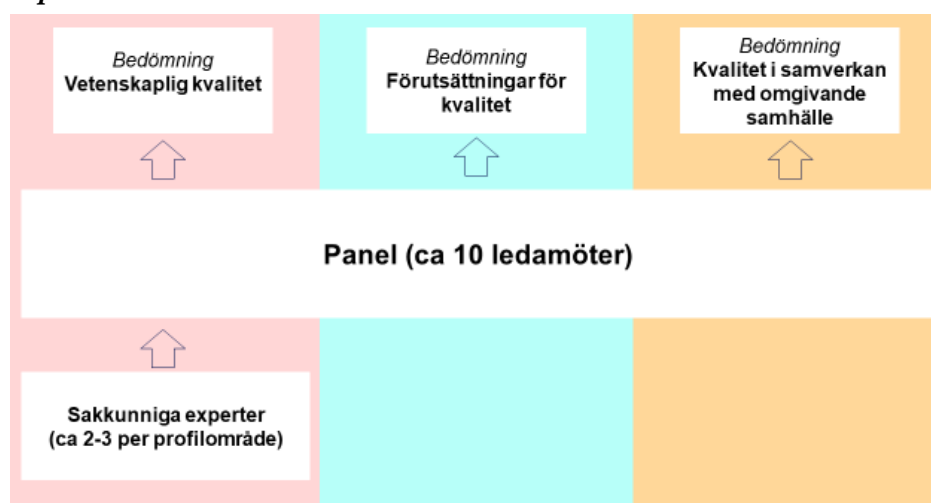 Bedömning
Vetenskaplig kvalitet
Bedömning
Förutsättningar för
kvalitet
Bedömning
Kvalitet i samverkan
med omgivande
samhälle
Panel (ca 10 ledamöter)
Sakkunniga experter
(ca 2-3 per profilområde)